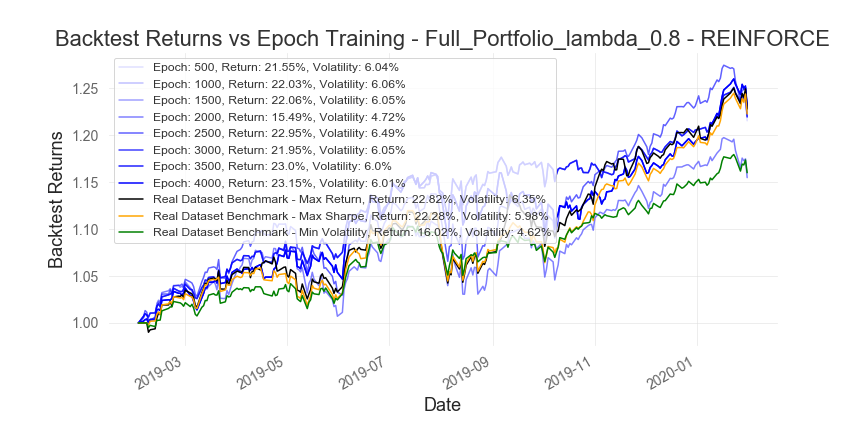 Backtest Returns vs Epoch Training - Full_Portfolio_lambda_0.8 - REINFORCE
Epoch: 500, Return: 21.55%, Volatility: 6.04%
Epoch: 1000, Return: 22.03%, Volatility: 6.06%
Epoch: 1500, Return: 22.06%, Volatility: 6.05%
Epoch: 2000, Return: 15.49%, Volatility: 4.72%
Epoch: 2500, Return: 22.95%, Volatility: 6.49%
Epoch: 3000, Return: 21.95%, Volatility: 6.05%
Epoch: 3500, Return: 23.0%, Volatility: 6.0%
Epoch: 4000, Return: 23.15%, Volatility: 6.01%
Real Dataset Benchmark - Max Return, Return: 22.82%, Volatility: 6.35%
Real Dataset Benchmark - Max Sharpe, Return: 22.28%, Volatility: 5.98%
Real Dataset Benchmark - Min Volatility, Return: 16.02%, Volatility: 4.62%
Backtest Returns
1.25
1.20
1.15
1.10
1.05
1.00
2019-03
2019-05
2019-07
2019-09
2019-11
2020-01
Date